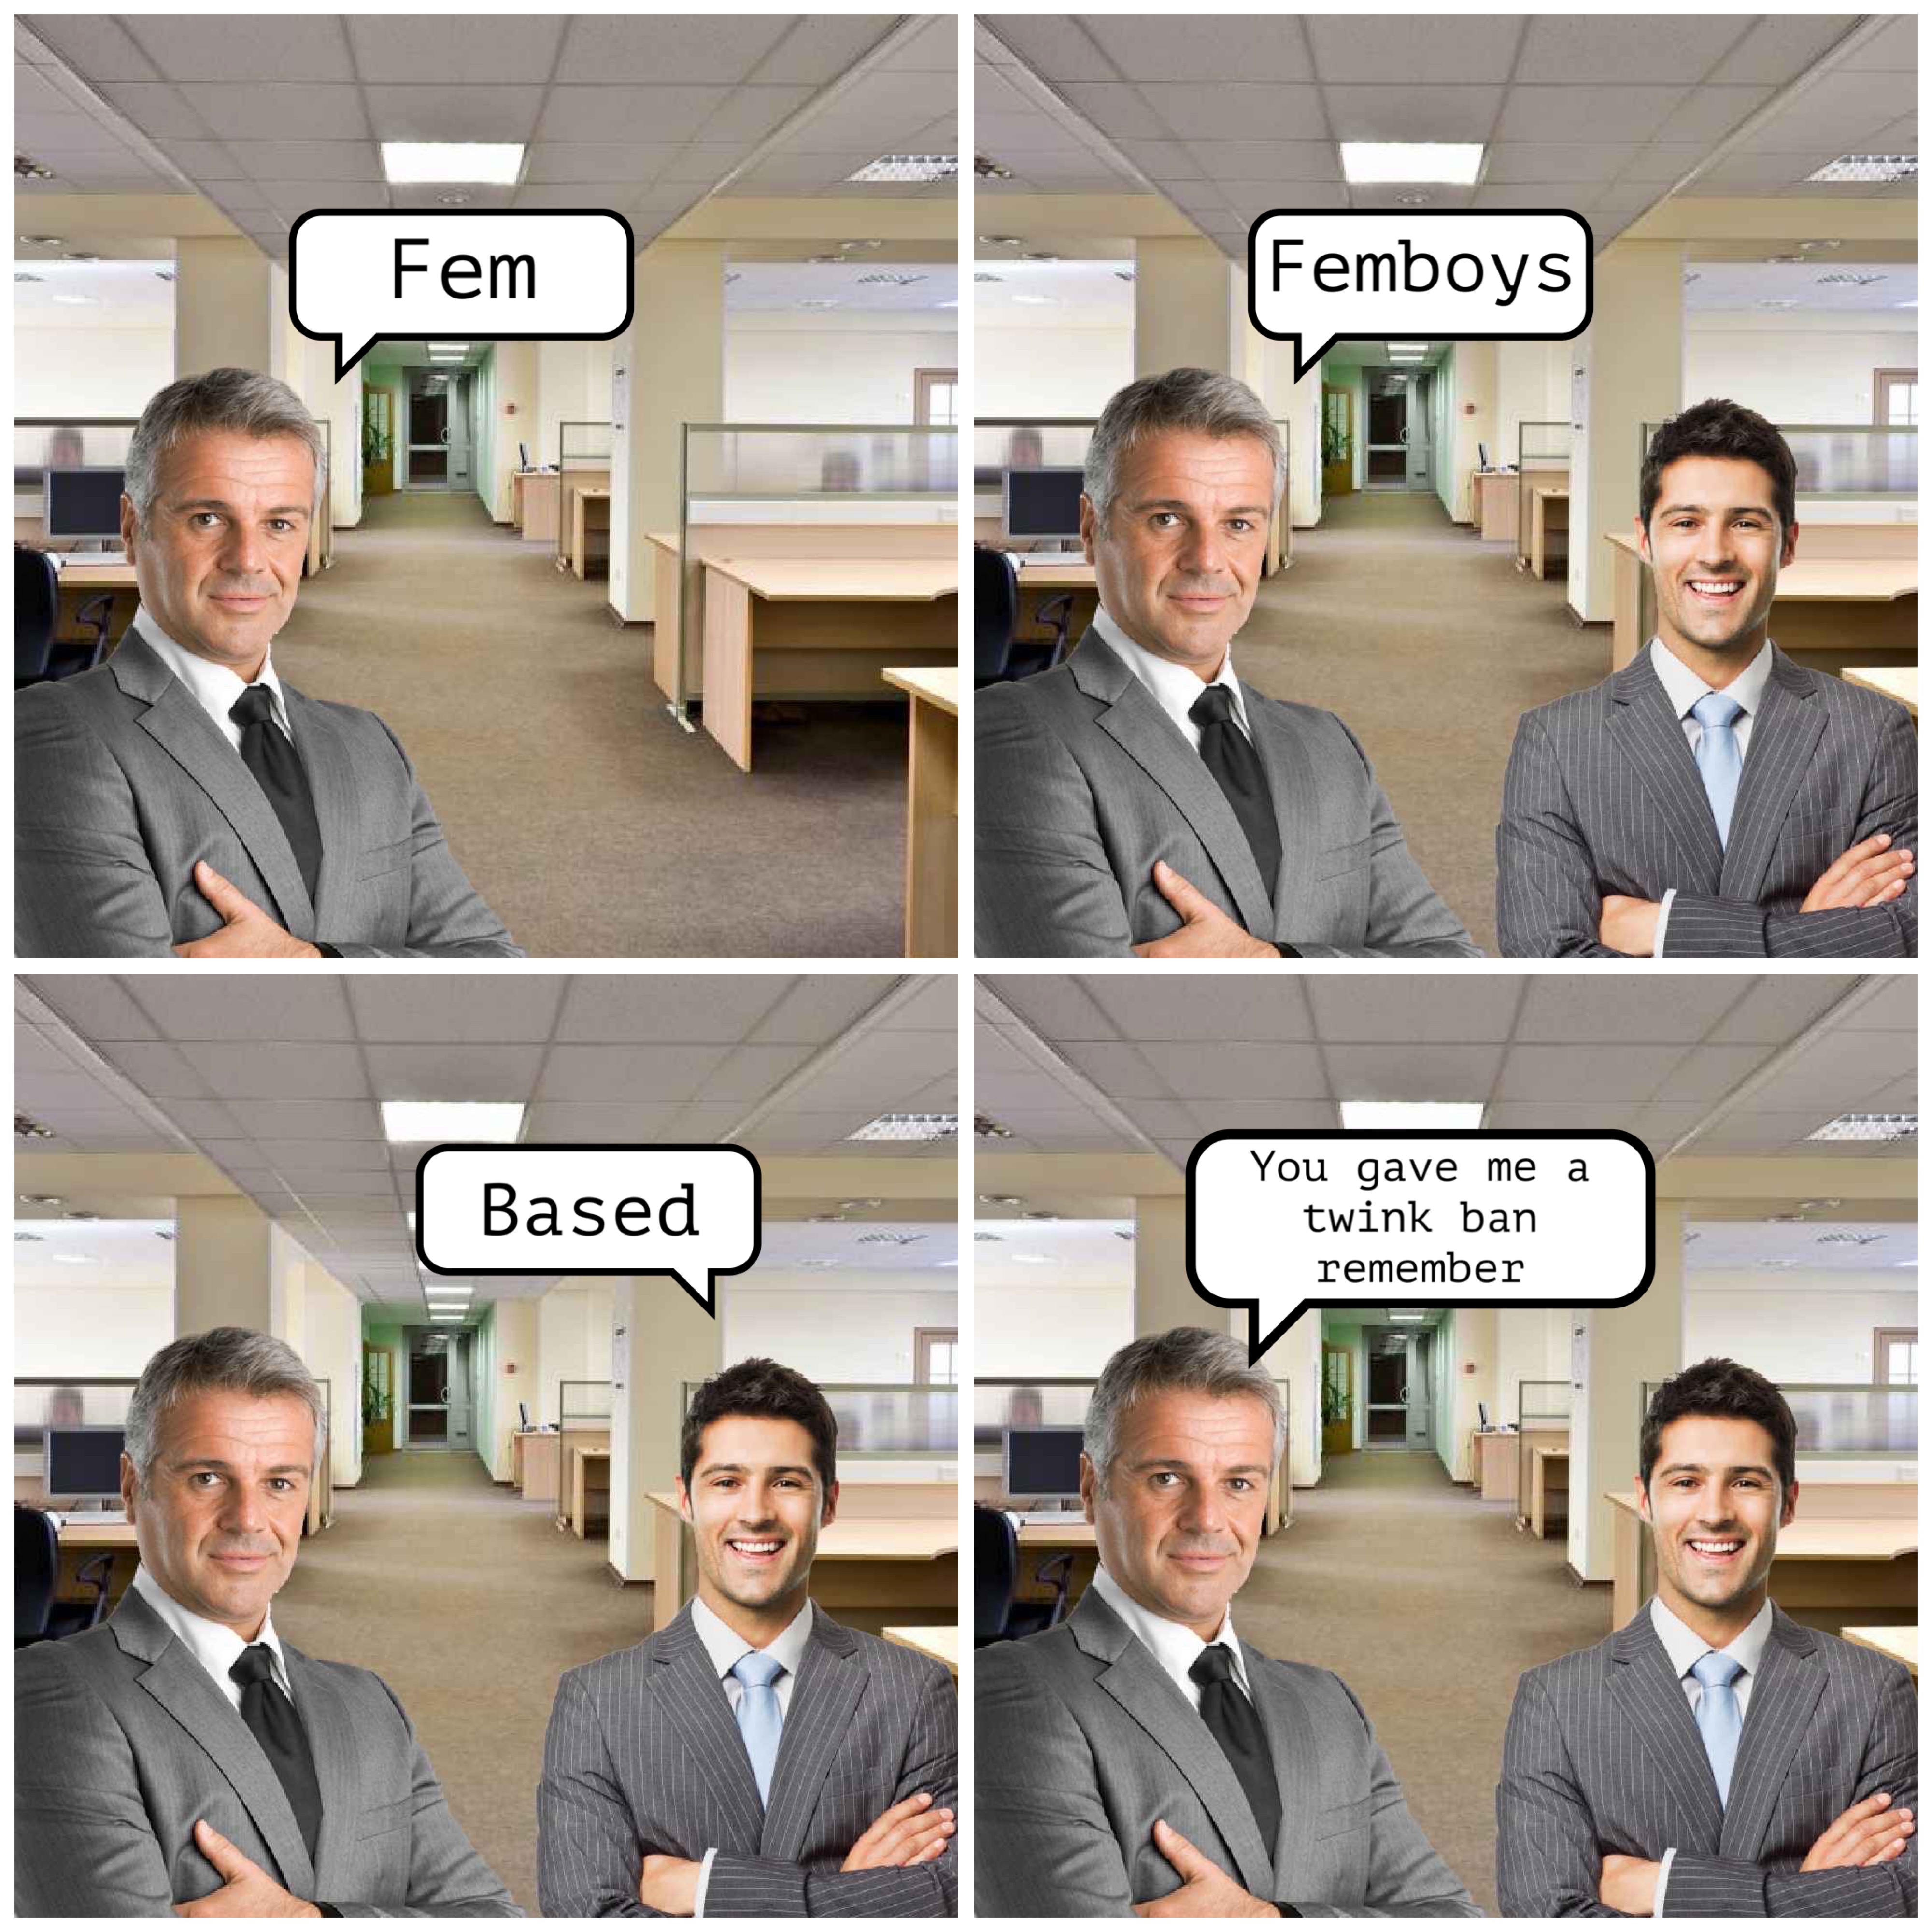 Fem
Femboys
Based
You gave me a
twink ban
remember